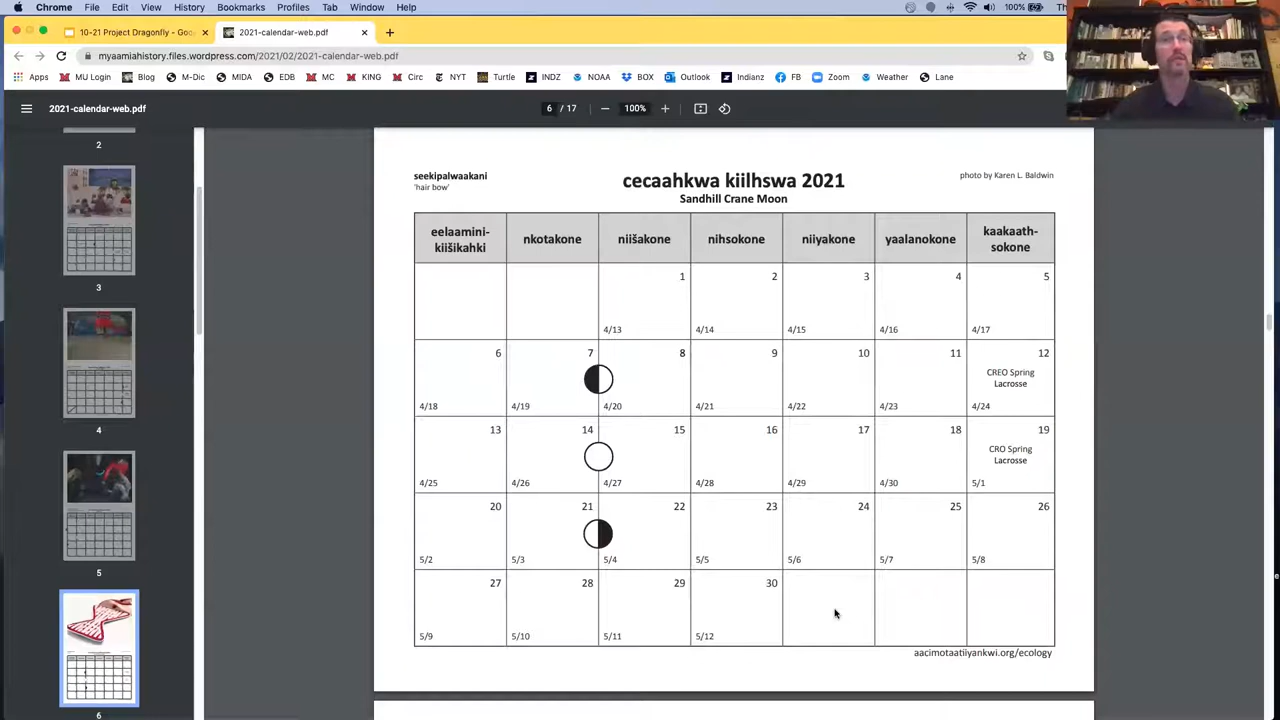 Chrome File Edit View History Bookmarks Profiles Tab Window Help 100%
10-21 Project Dragonfly - Goo
2021-calendar-web.pdf
myaamiahistory.files.wordpress.com/2021/02/2021-calendar-web.pdf
Apps MU Login Blog M-Dic MIDA EDB MC KING Circ NYT Turtle INDZ NOAA BOX Outlook Indianz FB Zoom Weather Lane
2021-calendar-web.pdf 6 / 17 100%
2
3
4
5
6
seekipalwaakani
'hair bow'
cecaahkwa kiilhswa 2021
Sandhill Crane Moon
photo by Karen L. Baldwin
eelaamini-
kiišikahki
nkotakone
niišakone
nihsokone
niiyakone
yaalanokone
kaakaath-
sokone
1 2 3 4 5
4/13 4/14 4/15 4/16 4/17
6 7 8 9 10 11 12
CREO Spring
Lacrosse
4/18 4/19 4/20 4/21 4/22 4/23 4/24
13 14 15 16 17 18 19
CRO Spring
Lacrosse
4/25 4/26 4/27 4/28 4/29 4/30 5/1
20 21 22 23 24 25 26
5/2 5/3 5/4 5/5 5/6 5/7 5/8
27 28 29 30
5/9 5/10 5/11 5/12
aacimotaatiiyankwi.org/ecology